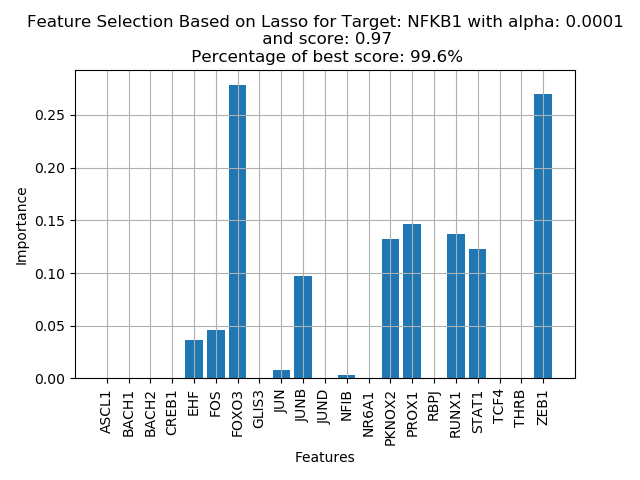 Feature Selection Based on Lasso for Target: NFKB1 with alpha: 0.0001
and score: 0.97
Percentage of best score: 99.6%
Importance
0.25
0.20
0.15
0.10
0.05
0.00
ASCL1
BACH1
BACH2
CREB1
EHF
FOS
FOXO3
GLIS3
JUN
JUNB
JUND
NFIB
NR6A1
PKNOX2
PROX1
RBPJ
RUNX1
STAT1
TCF4
THRB
ZEB1
Features